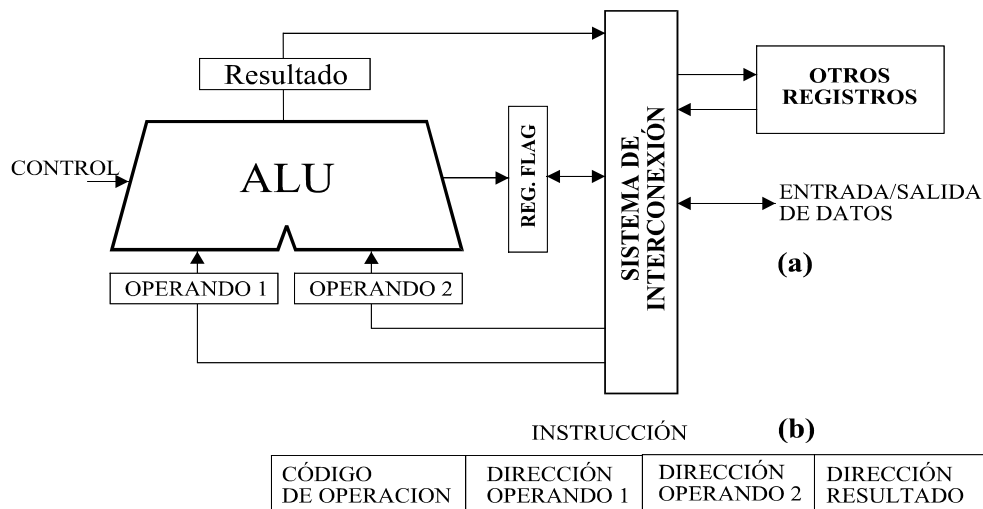 Resultado
OTROS
REGISTROS
CONTROL
ALU
REG. FLAG
SISTEMA DE
INTERCONEXIÓN
ENTRADA/SALIDA
DE DATOS
(a)
OPERANDO 1
OPERANDO 2
INSTRUCCIÓN
(b)
CÓDIGO
DE OPERACION
DIRECCIÓN
OPERANDO 1
DIRECCIÓN
OPERANDO 2
DIRECCIÓN
RESULTADO